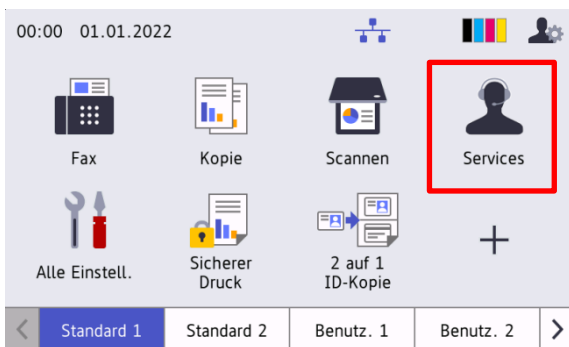 00:00 01.01.2022
Fax
Kopie
Scannen
Services
Alle Einstell.
Sicherer
Druck
2 auf 1
ID-Kopie
Standard 1
Standard 2
Benutz. 1
Benutz. 2